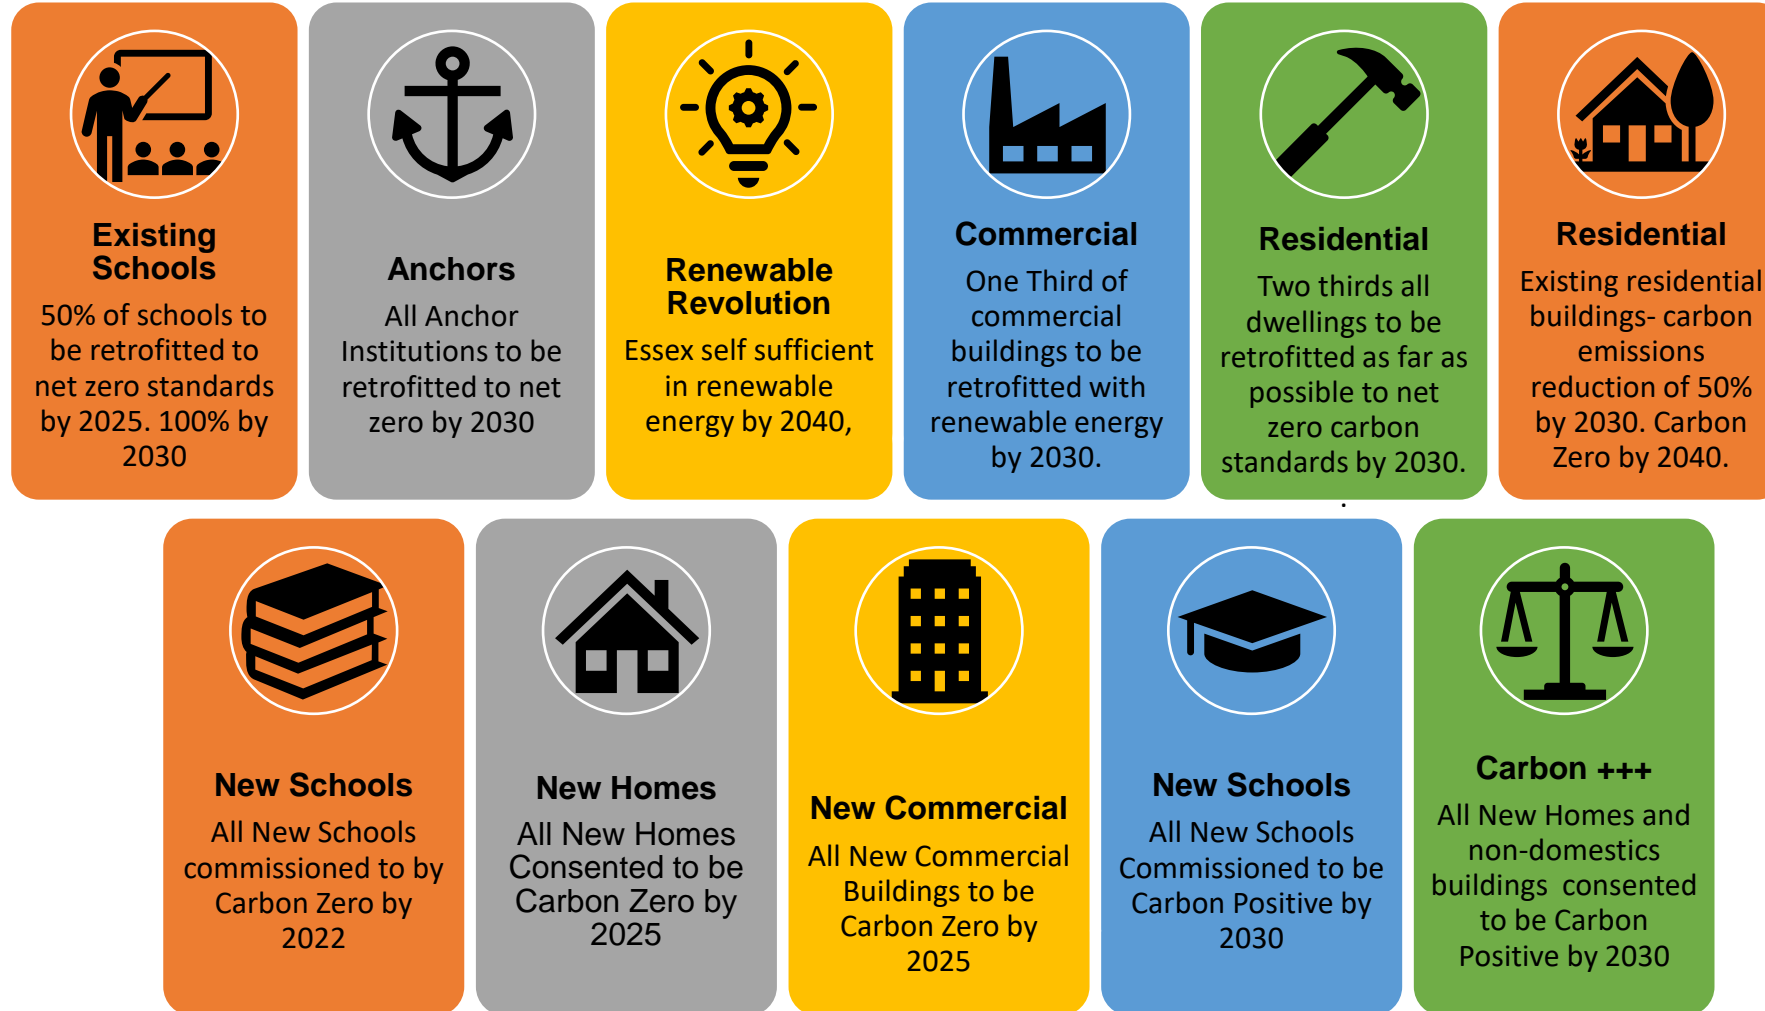 Existing
Schools
50% of schools to
be retrofitted to
net zero standards
by 2025. 100% by
2030
Anchors
All Anchor
Institutions to be
retrofitted to net
zero by 2030
Renewable
Revolution
Essex self sufficient
in renewable
energy by 2040,
Commercial
One Third of
commercial
buildings to be
retrofitted with
renewable energy
by 2030.
Residential
Two thirds all
dwellings to be
retrofitted as far as
possible to net
zero carbon
standards by 2030.
.
Residential
Existing residential
buildings- carbon
emissions
reduction of 50%
by 2030. Carbon
Zero by 2040.
New Schools
All New Schools
commissioned to by
Carbon Zero by
2022
New Homes
All New Homes
Consented to be
Carbon Zero by
2025
New Commercial
All New Commercial
Buildings to be
Carbon Zero by
2025
New Schools
All New Schools
Commissioned to be
Carbon Positive by
2030
Carbon +++
All New Homes and
non-domestics
buildings  consented
to be Carbon
Positive by 2030